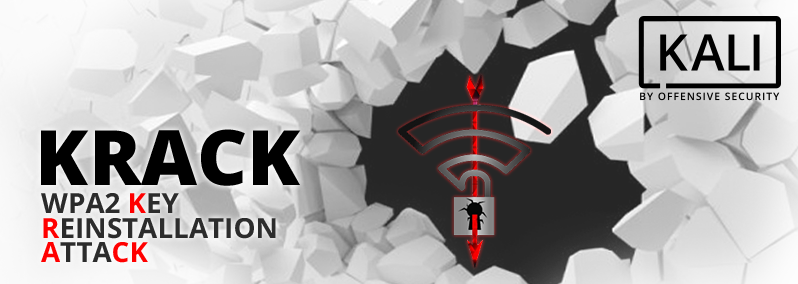 KALI
BY OFFENSIVE SECURITY
KRACK
WPA2 KEY
REINSTALLATION
ATTACK